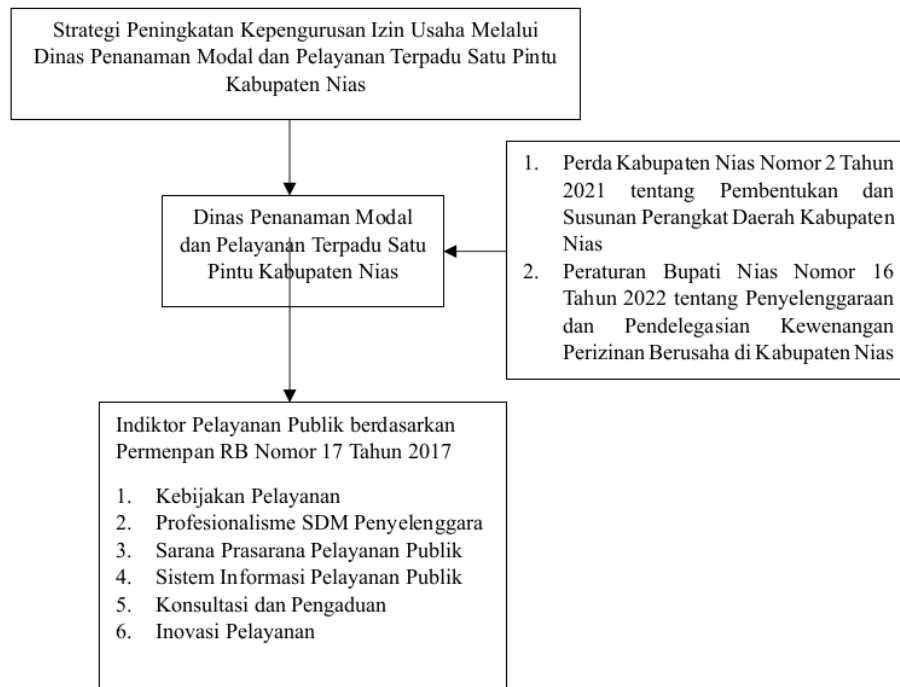 Strategi Peningkatan Kepengurusan Izin Usaha Melalui
Dinas Penanaman Modal dan Pelayanan Terpadu Satu Pintu
Kabupaten Nias
1. Perda Kabupaten Nias Nomor 2 Tahun
2021 tentang Pembentukan dan
Susunan Perangkat Daerah Kabupaten
Nias
2. Peraturan Bupati Nias Nomor 16
Tahun 2022 tentang Penyelenggaraan
dan Pendelegasian Kewenangan
Perizinan Berusaha di Kabupaten Nias
Dinas Penanaman Modal
dan Pelayanan Terpadu Satu
Pintu Kabupaten Nias
Indiktor Pelayanan Publik berdasarkan
Permenpan RB Nomor 17 Tahun 2017
1. Kebijakan Pelayanan
2. Profesionalisme SDM Penyelenggara
3. Sarana Prasarana Pelayanan Publik
4. Sistem Informasi Pelayanan Publik
5. Konsultasi dan Pengaduan
6. Inovasi Pelayanan